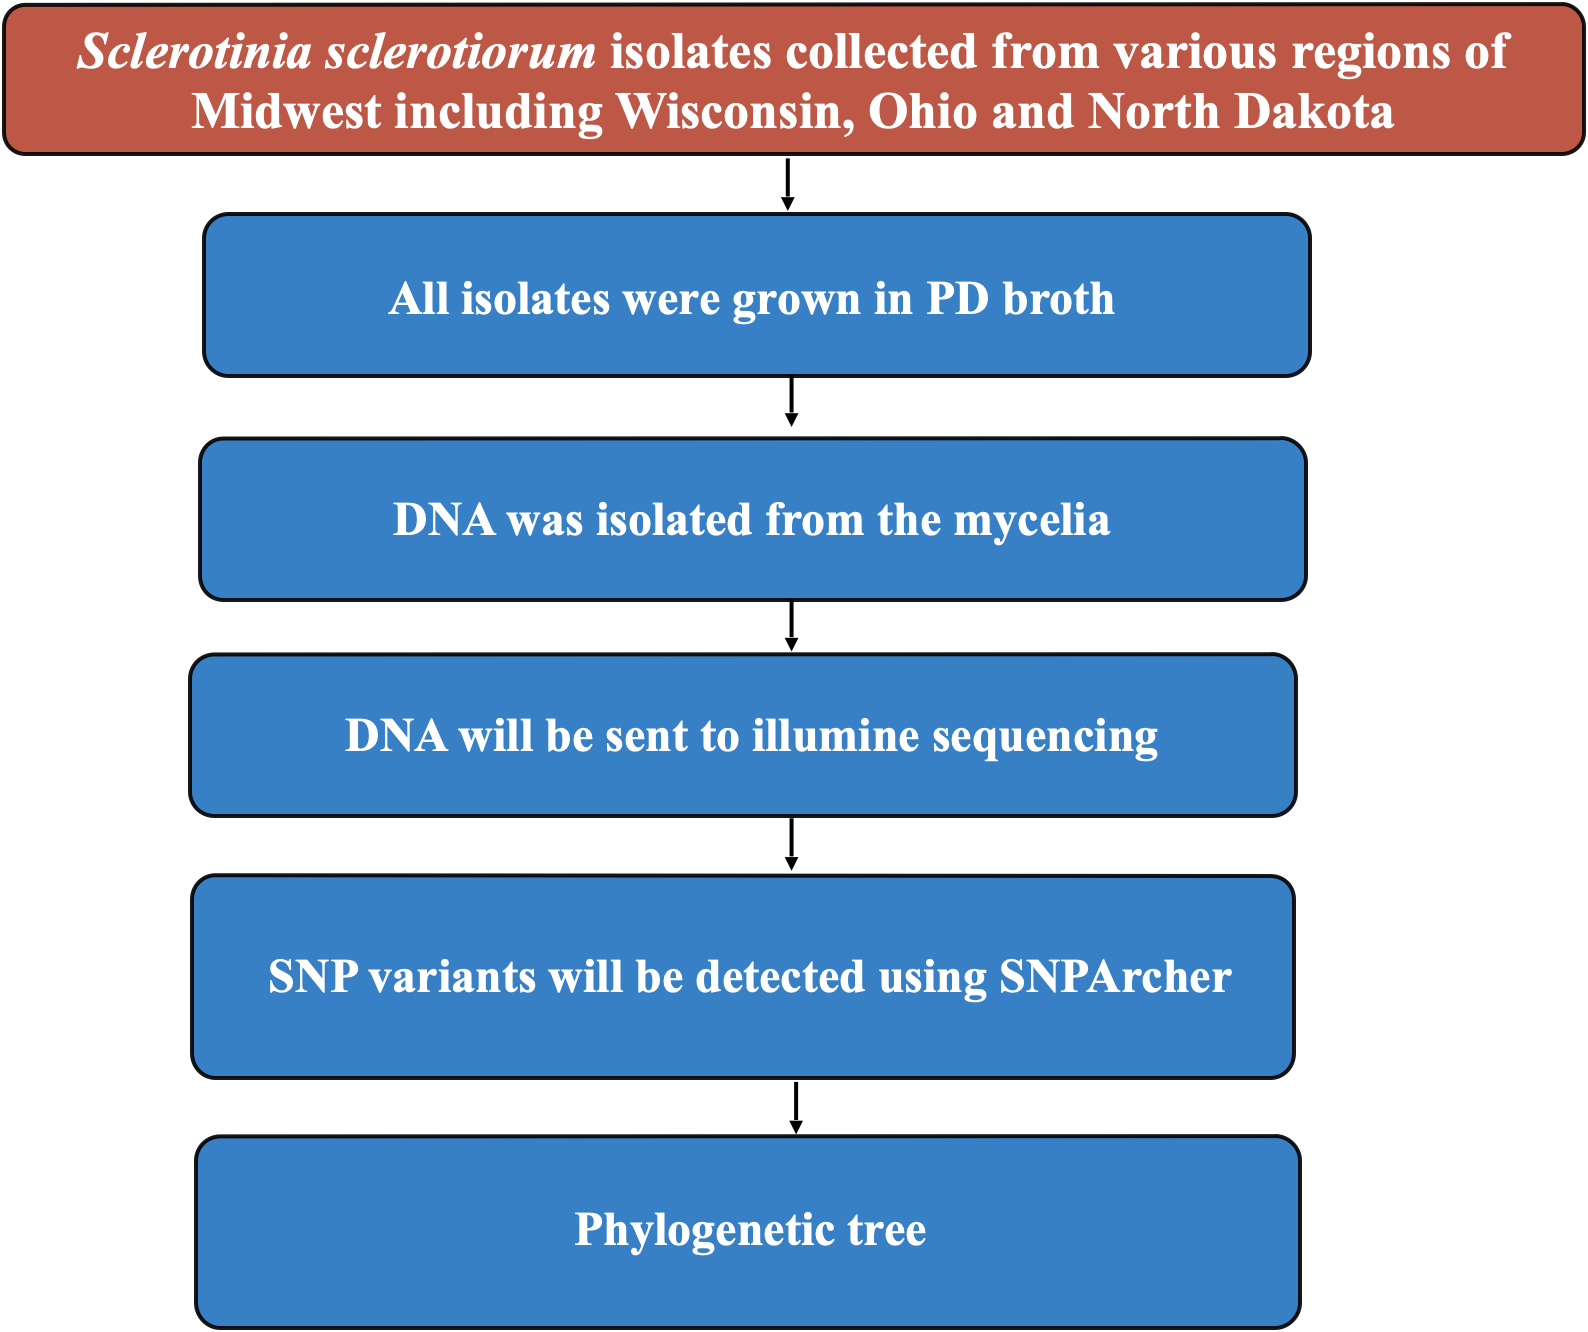 Sclerotinia sclerotiorum isolates collected from various regions of
Midwest including Wisconsin, Ohio and North Dakota
All isolates were grown in PD broth
DNA was isolated from the mycelia
DNA will be sent to illumine sequencing
SNP variants will be detected using SNPArcher
Phylogenetic tree